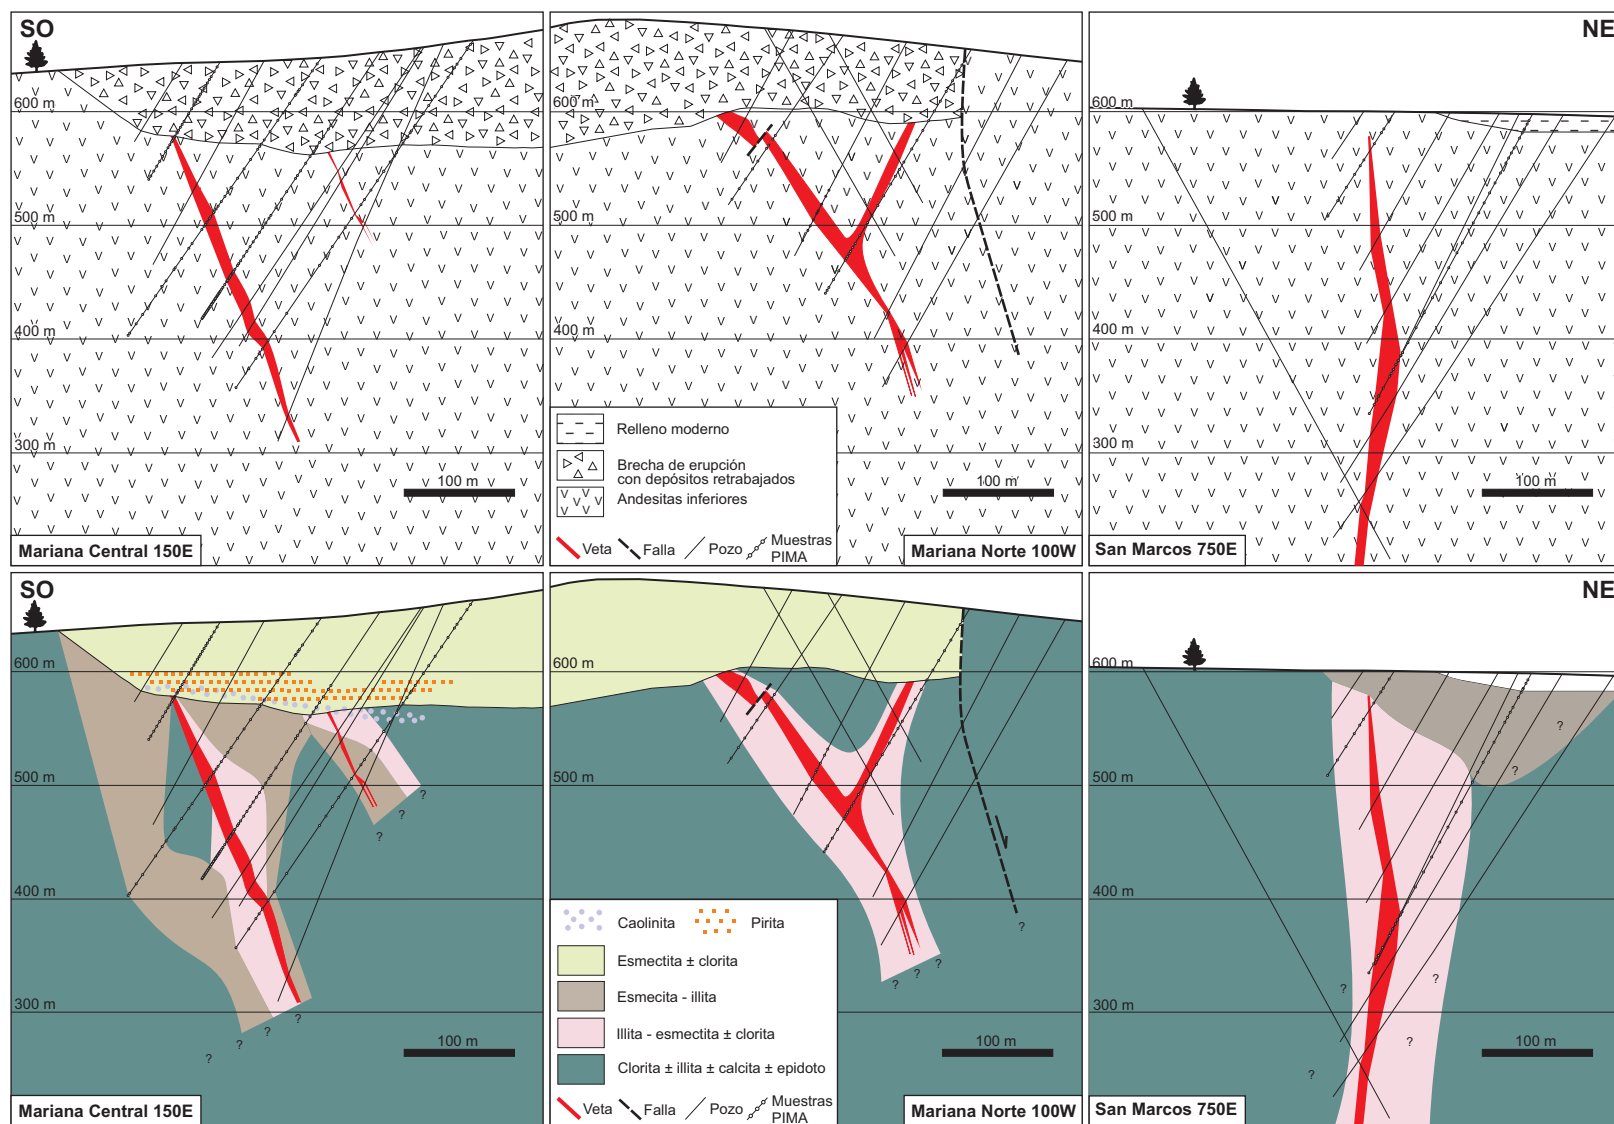 SO
600 m
500 m
400 m
300 m
100 m
Mariana Central 150E
600 m
500 m
400 m
Relleno moderno
Brecha de erupción
con depósitos retrabajados
Andesitas inferiores
Veta
Falla
Pozo
Muestras
PIMA
100 m
Mariana Norte 100W
NE
600 m
500 m
400 m
300 m
100 m
San Marcos 750E
SO
600 m
500 m
400 m
300 m
? ? ? ?
? ? ?
100 m
Mariana Central 150E
600 m
500 m
400 m
?
? ? ?
Caolinita
Pirita
Esmectita ± clorita
Esmecita - illita
Illita - esmectita ± clorita
Clorita ± illita ± calcita ± epidoto
Veta
Falla
Pozo
Muestras
PIMA
100 m
Mariana Norte 100W
NE
600 m
500 m
400 m
300 m
? ?
? ?
? ?
100 m
San Marcos 750E